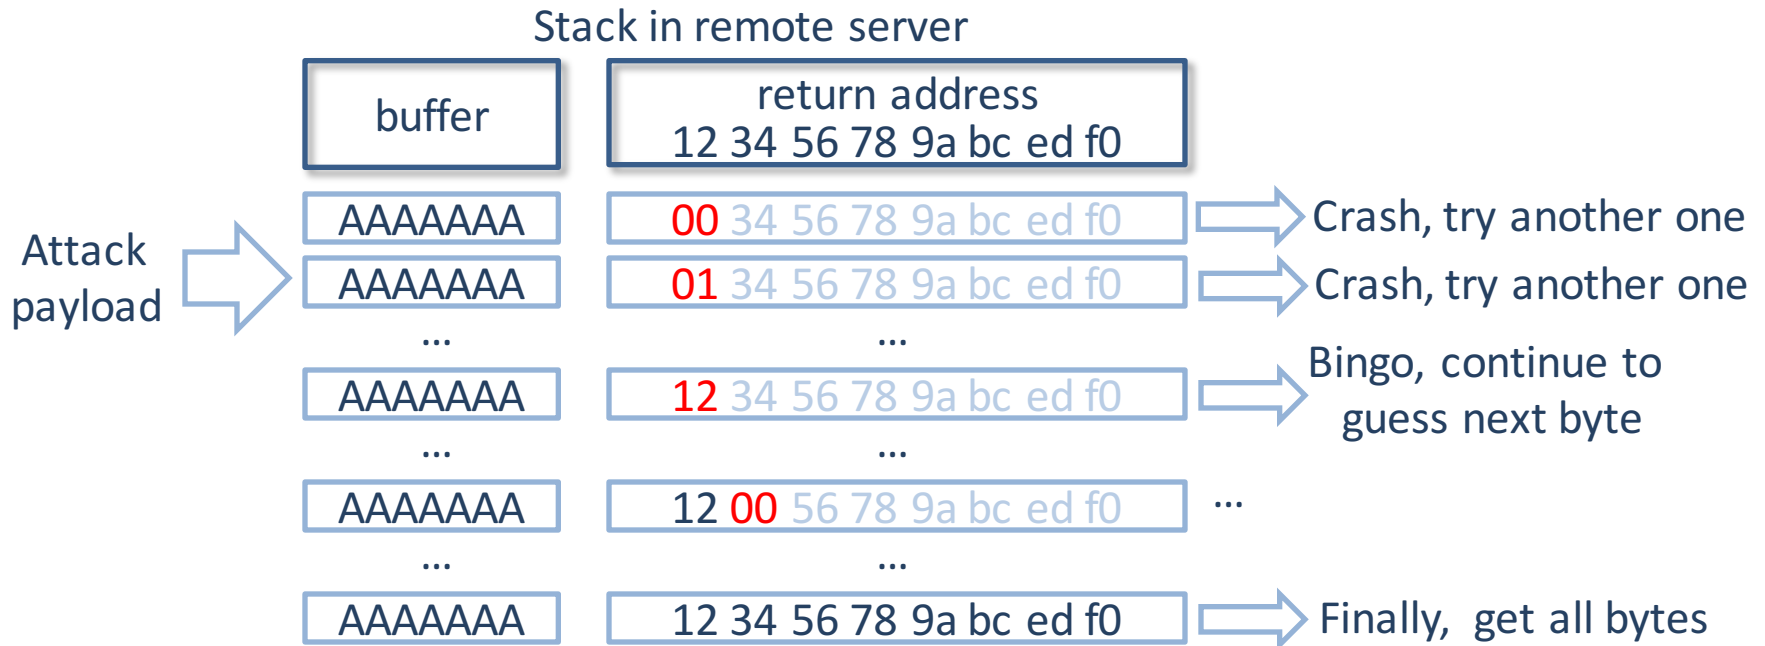 Stack in remote server
buffer
return address
12 34 56 78 9a bc ed f0
Attack
payload
AAAAAAA
00 34 56 78 9a bc ed f0
Crash, try another one
AAAAAAA
01 34 56 78 9a bc ed f0
Crash, try another one
...
...
AAAAAAA
12 34 56 78 9a bc ed f0
Bingo, continue to
guess next byte
...
...
AAAAAAA
12 00 56 78 9a bc ed f0
...
...
...
AAAAAAA
12 34 56 78 9a bc ed f0
Finally, get all bytes